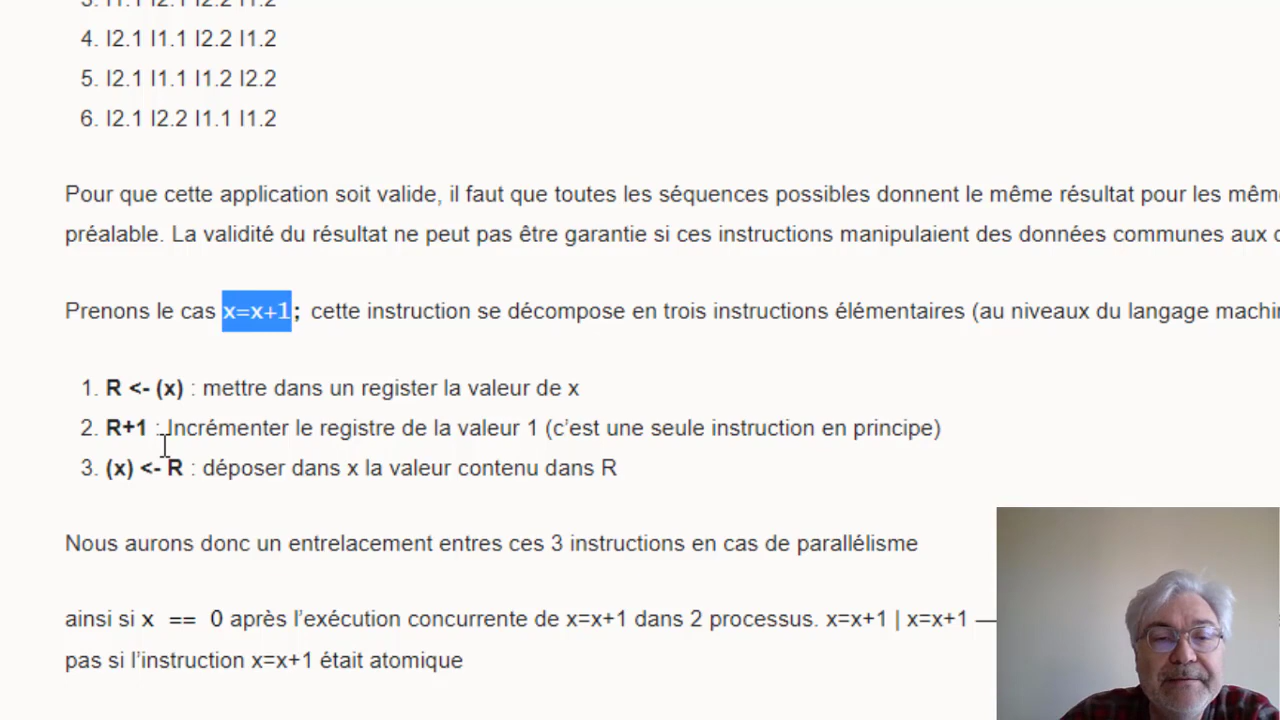 4. I2.1 I1.1 I2.2 I1.2
5. I2.1 I1.1 I1.2 I2.2
6. I2.1 I2.2 I1.1 I1.2
Pour que cette application soit valide, il faut que toutes les séquences possibles donnent le même résultat pour les
préalable. La validité du résultat ne peut pas être garantie si ces instructions manipulaient des données communes aux
Prenons le cas x=x+1; cette instruction se décompose en trois instructions élémentaires (au niveaux du langage
1. R <- (x) : mettre dans un register la valeur de x
2. R+1 : Incrémenter le registre de la valeur 1 (c’est une seule instruction en principe)
3. (x) <- R : déposer dans x la valeur contenu dans R
Nous aurons donc un entrelacement entres ces 3 instructions en cas de parallélisme
ainsi si x == 0 après l’exécution concurrente de x=x+1 dans 2 processus. x=x+1 | x=x+1 —
pas si l’instruction x=x+1 était atomique